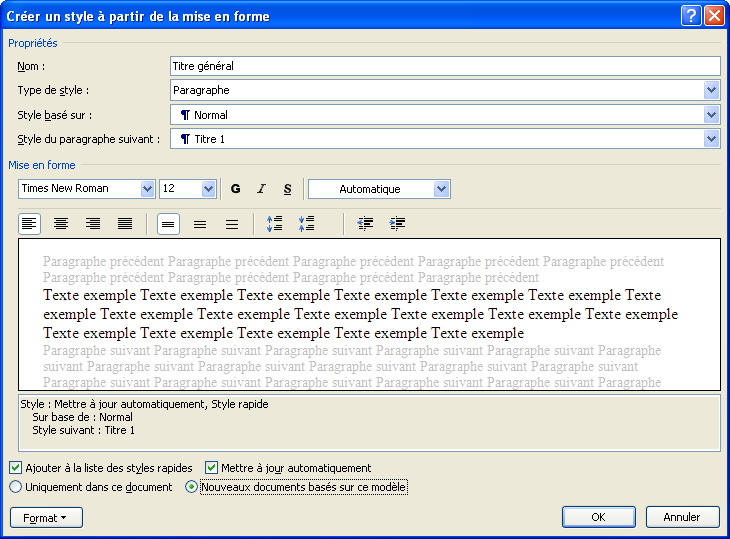 Créer un style à partir de la mise en forme
Propriétés
Nom : Titre général
Type de style : Paragraphe
Style basé sur : ¶ Normal
Style du paragraphe suivant : ¶ Titre 1
Mise en forme
Times New Roman 12 G I S Automatique
Paragraphe précédent Paragraphe précédent Paragraphe précédent Paragraphe précédent Paragraphe précédent
Paragraphe précédent Paragraphe précédent Paragraphe précédent Paragraphe précédent
Texte exemple Texte exemple Texte exemple Texte exemple Texte exemple Texte exemple Texte
exemple Texte exemple Texte exemple Texte exemple Texte exemple Texte exemple Texte exemple
Texte exemple Texte exemple Texte exemple Texte exemple Texte exemple
Paragraphe suivant Paragraphe suivant Paragraphe suivant Paragraphe suivant Paragraphe suivant Paragraphe
suivant Paragraphe suivant Paragraphe suivant Paragraphe suivant Paragraphe suivant Paragraphe suivant
Paragraphe suivant Paragraphe suivant Paragraphe suivant Paragraphe suivant Paragraphe suivant Paragraphe
Style : Mettre à jour automatiquement, Style rapide
Sur base de : Normal
Style suivant : Titre 1
Ajouter à la liste des styles rapides Mettre à jour automatiquement
Uniquement dans ce document Nouveaux documents basés sur ce modèle
Format OK Annuler